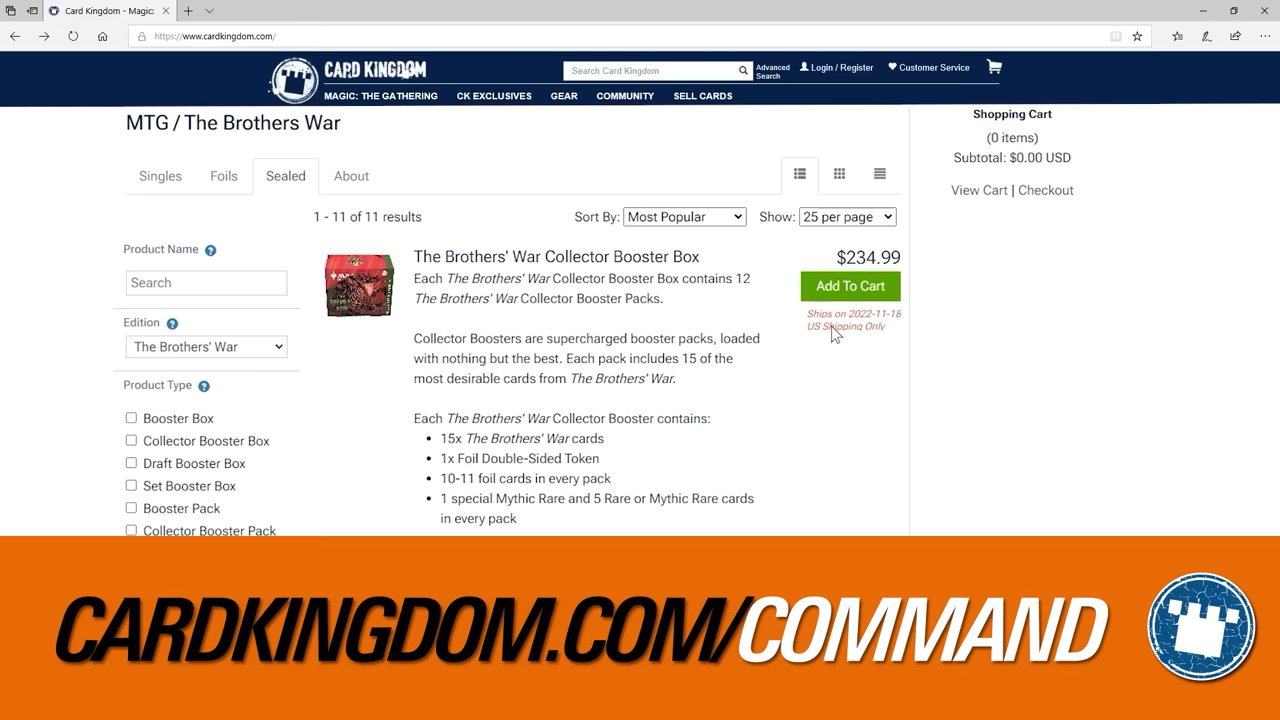 Card Kingdom - Magic:
https://www.cardkingdom.com/
CARD KINGDOM
Search Card Kingdom
Advanced Search
Login / Register
Customer Service
MAGIC: THE GATHERING
CK EXCLUSIVES
GEAR
COMMUNITY
SELL CARDS
MTG / The Brothers War
Shopping Cart
(0 items)
Subtotal: $0.00 USD
View Cart | Checkout
Singles
Foils
Sealed
About
1 - 11 of 11 results
Sort By: Most Popular
Show: 25 per page
Product Name
Search
Edition
The Brothers' War
Product Type
Booster Box
Collector Booster Box
Draft Booster Box
Set Booster Box
Booster Pack
Collector Booster Pack
The Brothers' War Collector Booster Box
Each The Brothers' War Collector Booster Box contains 12
The Brothers' War Collector Booster Packs.
Collector Boosters are supercharged booster packs, loaded
with nothing but the best. Each pack includes 15 of the
most desirable cards from The Brothers' War.
Each The Brothers' War Collector Booster contains:
• 15x The Brothers' War cards
• 1x Foil Double-Sided Token
• 10-11 foil cards in every pack
• 1 special Mythic Rare and 5 Rare or Mythic Rare cards
in every pack
$234.99
Add To Cart
Ships on 2022-11-18
US Shipping Only
CARDKINGDOM.COM/COMMAND